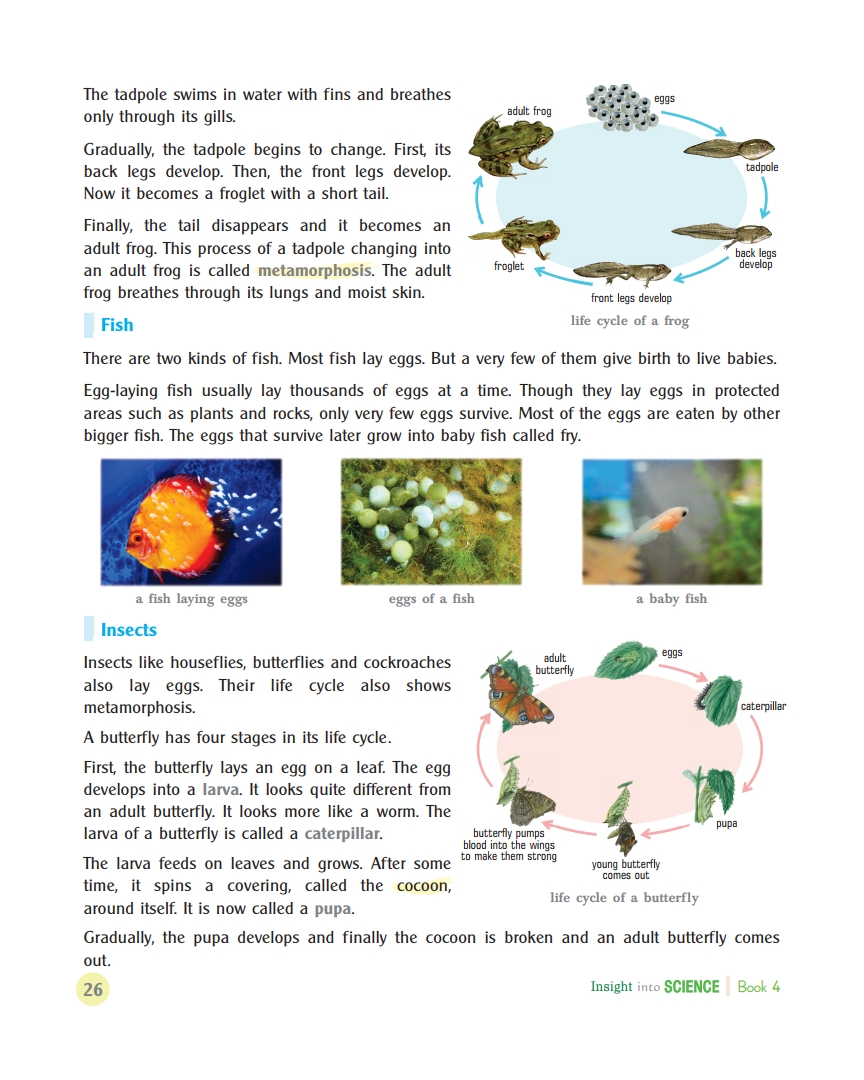 The tadpole swims in water with fins and breathes
only through its gills.
Gradually, the tadpole begins to change. First, its
back legs develop. Then, the front legs develop.
Now it becomes a froglet with a short tail.
Finally, the tail disappears and it becomes an
adult frog. This process of a tadpole changing into
an adult frog is called metamorphosis. The adult
frog breathes through its lungs and moist skin.
adult frog
eggs
tadpole
back legs
develop
front legs develop
froglet
life cycle of a frog
Fish
There are two kinds of fish. Most fish lay eggs. But a very few of them give birth to live babies.
Egg-laying fish usually lay thousands of eggs at a time. Though they lay eggs in protected
areas such as plants and rocks, only very few eggs survive. Most of the eggs are eaten by other
bigger fish. The eggs that survive later grow into baby fish called fry.
a fish laying eggs
eggs of a fish
a baby fish
Insects
Insects like houseflies, butterflies and cockroaches
also lay eggs. Their life cycle also shows
metamorphosis.
A butterfly has four stages in its life cycle.
First, the butterfly lays an egg on a leaf. The egg
develops into a larva. It looks quite different from
an adult butterfly. It looks more like a worm. The
larva of a butterfly is called a caterpillar.
The larva feeds on leaves and grows. After some
time, it spins a covering, called the cocoon,
around itself. It is now called a pupa.
adult
butterfly
eggs
caterpillar
pupa
young butterfly
comes out
butterfly pumps
blood into the wings
to make them strong
life cycle of a butterfly
Gradually, the pupa develops and finally the cocoon is broken and an adult butterfly comes
out.
26
Insight into SCIENCE Book 4